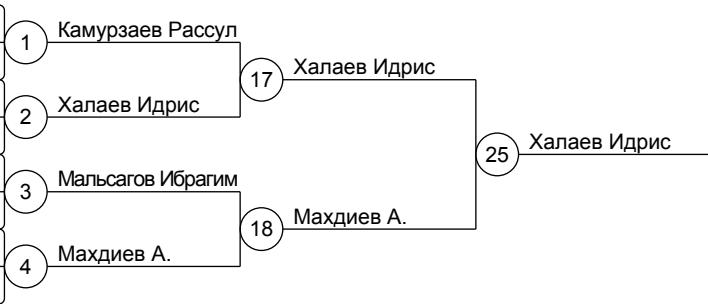 1 Камурзаев Рассул
17 Халаев Идрис
2 Халаев Идрис
25 Халаев Идрис
3 Мальсагов Ибрагим
18 Махдиев А.
4 Махдиев А.